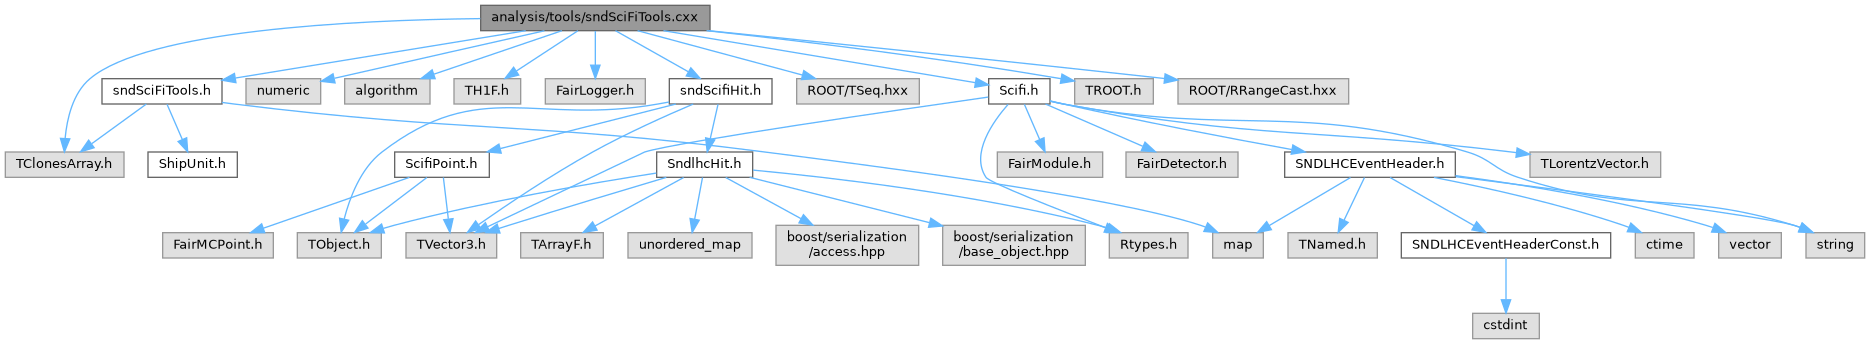 analysis/tools/sndSciFiTools.cxx
sndSciFiTools.h
numeric
algorithm
TH1F.h
FairLogger.h
sndScifiHit.h
ROOT/TSeq.hxx
Scifi.h
TROOT.h
ROOT/RRangeCast.hxx
TClonesArray.h
ShipUnit.h
ScifiPoint.h
SndlhcHit.h
FairModule.h
FairDetector.h
SNDLHCEventHeader.h
TLorentzVector.h
FairMCPoint.h
TObject.h
TVector3.h
TArrayF.h
unordered_map
boost/serialization
/access.hpp
boost/serialization
/base_object.hpp
Rtypes.h
map
TNamed.h
SNDLHCEventHeaderConst.h
ctime
vector
string
cstdint